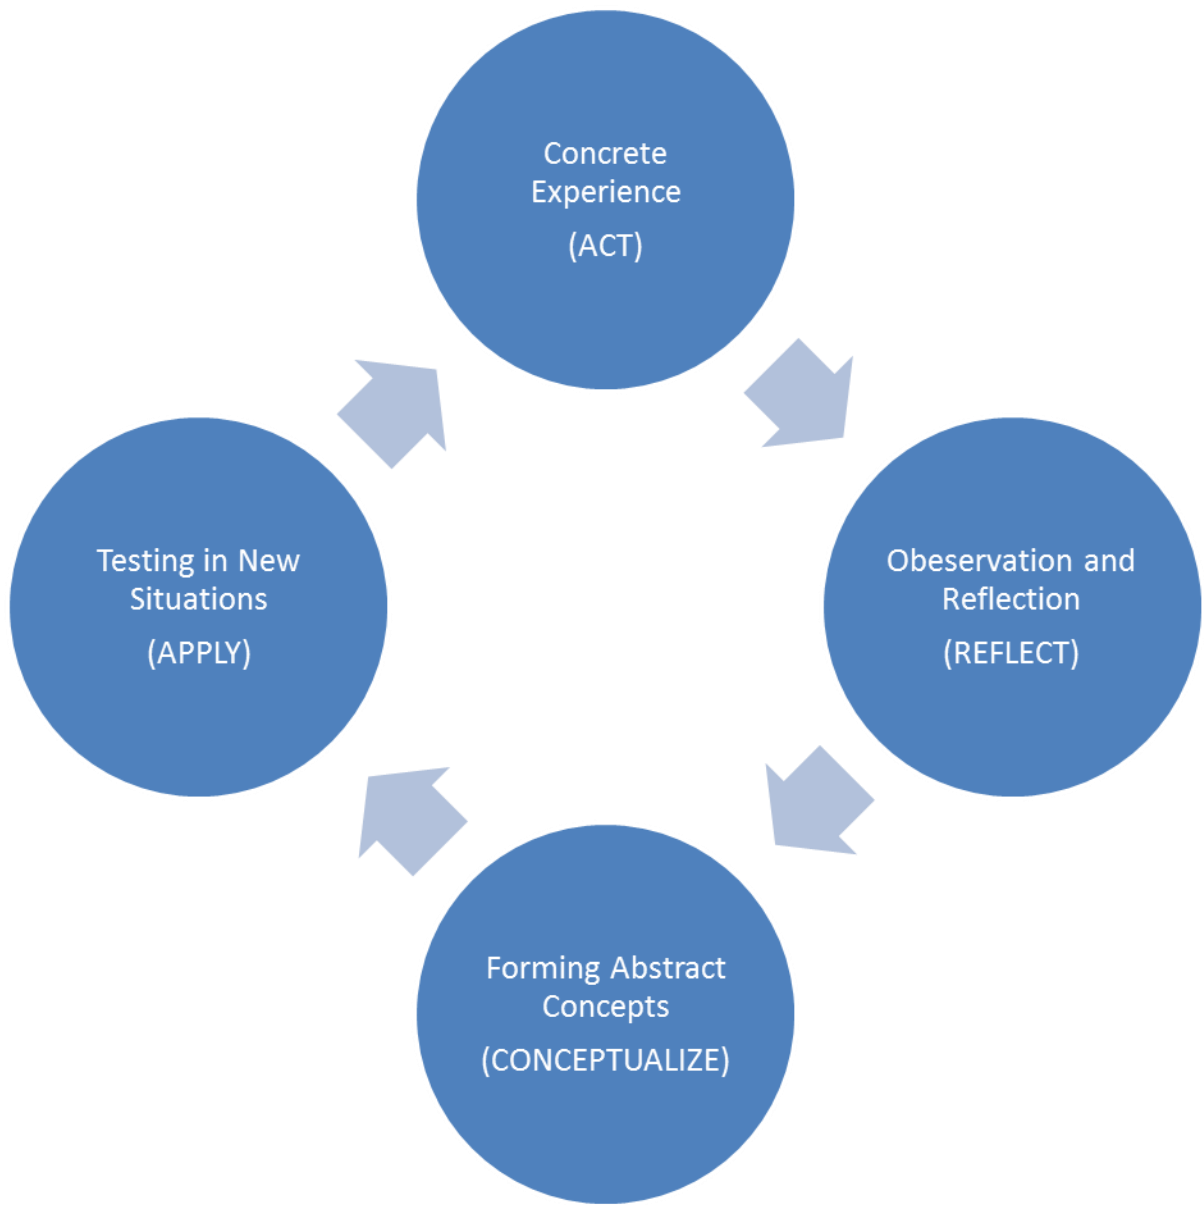 Concrete
Experience
(ACT)
Obeservation and
Reflection
(REFLECT)
Forming Abstract
Concepts
(CONCEPTUALIZE)
Testing in New
Situations
(APPLY)